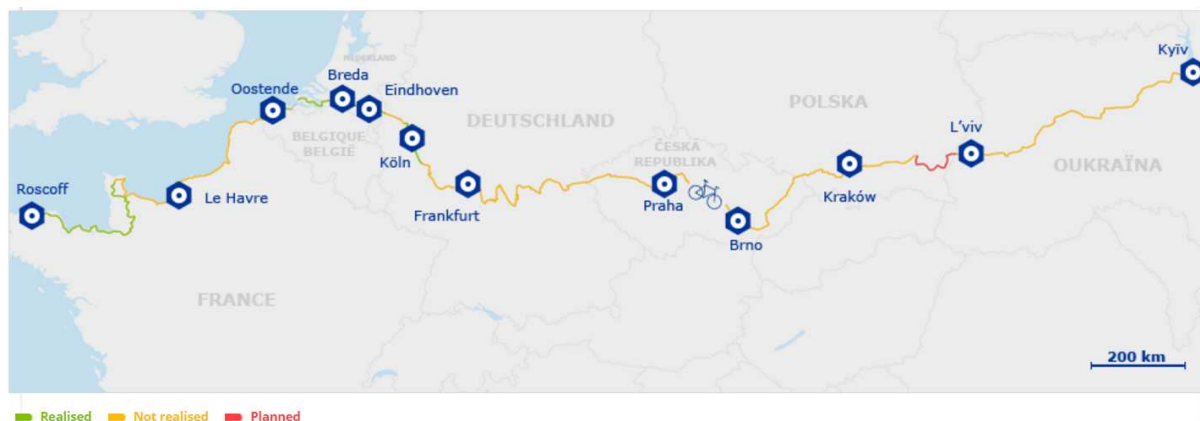 Kyïv
NEDERLAND
Breda
Oostende
Eindhoven
POLSKA
DEUTSCHLAND
L'viv
BELGIQUE
BELGIË
ČESKÁ
REPUBLIKA
OUKRAÏNA
Köln
Roscoff
Le Havre
Praha
Kraków
Frankfurt
Brno
FRANCE
200 km
Realised
Not realised
Planned